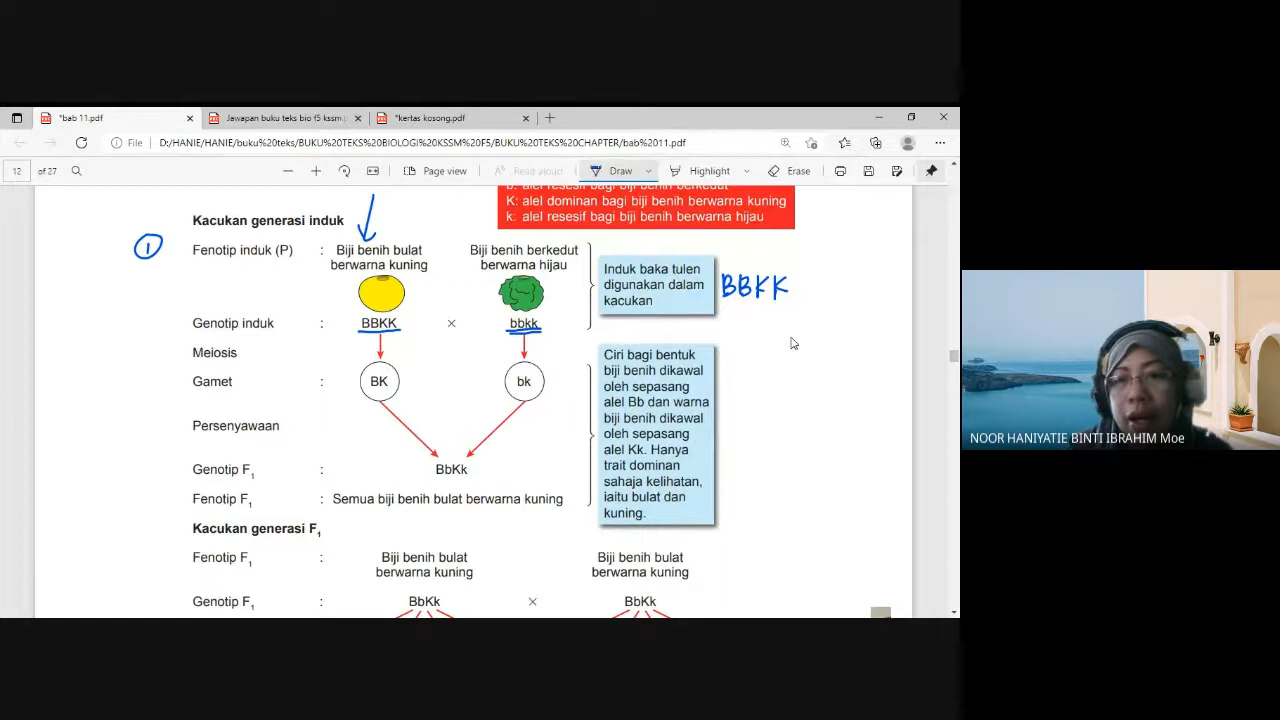 *bab 11.pdf
Jawapan buku teks bio f5 kssm.p
*kertas kosong.pdf
File
D:/HANIE/HANIE/buku%20teks/BUKU%20TEKS%20BIOLOGI%20KSSM%20F5/BUKU%20TEKS%20CHAPTER/bab%2011.pdf
12 of 27
Page view
Read aloud
Draw
Highlight
Erase
b: alel resesif bagi biji benih berkedut
K: alel dominan bagi biji benih berwarna kuning
k: alel resesif bagi biji benih berwarna hijau
Kacukan generasi induk
1
Fenotip induk (P) : Biji benih bulat berwarna kuning
Biji benih berkedut berwarna hijau
Induk baka tulen
digunakan dalam
kacukan
BBKK
Genotip induk : BBKK × bbkk
Meiosis
Gamet : BK bk
Persenyawaan
Genotip F1 : BbKk
Fenotip F1 : Semua biji benih bulat berwarna kuning
Ciri bagi bentuk
biji benih dikawal
oleh sepasang
alel Bb dan warna
biji benih dikawal
oleh sepasang
alel Kk. Hanya
trait dominan
sahaja kelihatan,
iaitu bulat dan
kuning.
Kacukan generasi F1
Fenotip F1 : Biji benih bulat berwarna kuning
Biji benih bulat berwarna kuning
Genotip F1 : BbKk × BbKk
NOOR HANIYATIE BINTI IBRAHIM Moe